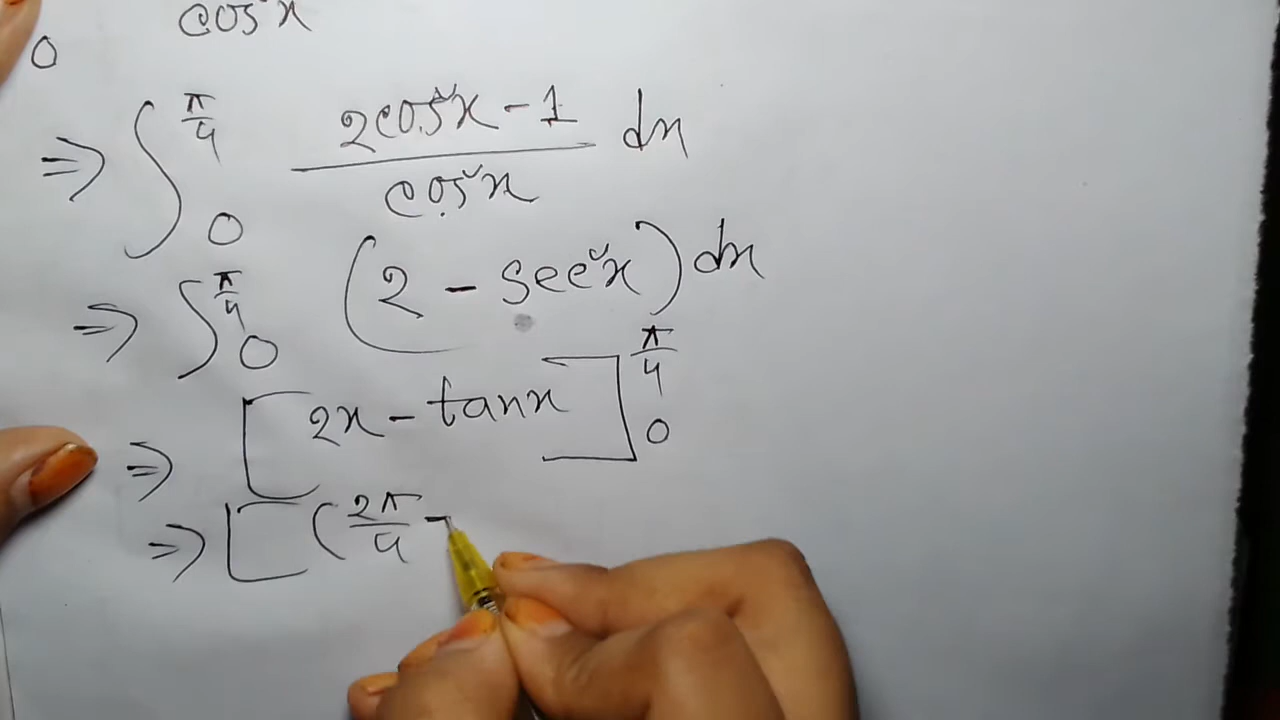 0 cos²x
⇒ ∫₀^(π/4) (2cos²x - 1)/(cos²x) dx
⇒ ∫₀^(π/4) (2 - sec²x) dx
⇒ [2x - tanx]₀^(π/4)
⇒ [(2π/4 -